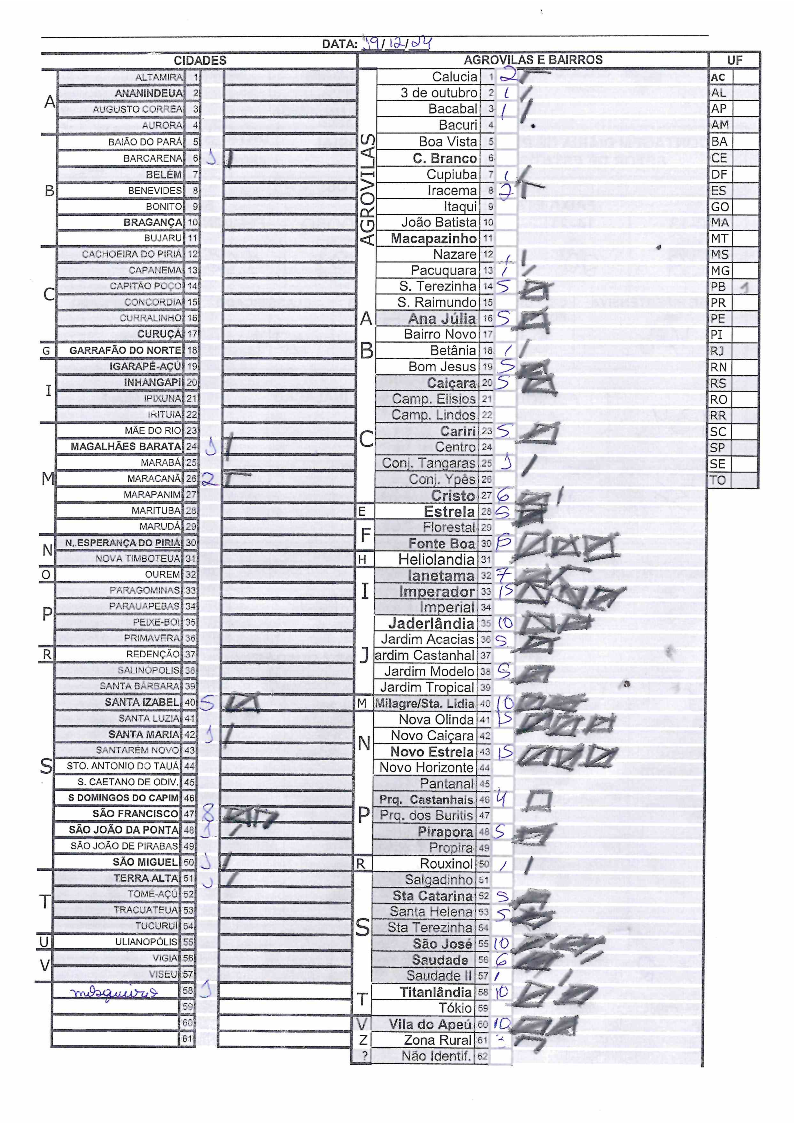 DATA: 19/12/24
CIDADES
A
ALTAMIRA 1
ANANINDEUA 2
AUGUSTO CORRÊA 3
AURORA 4
B
BAIÃO DO PARÁ 5
BARCARENA 6 1
BELÉM 7
BENEVIDES 8
BONITO 9
BRAGANÇA 10
BUJARU 11
C
CACHOEIRA DO PIRIA 12
CAPANEMA 13
CAPITÃO POÇO 14
CONCORDIA 15
CURRALINHO 16
CURUÇA 17
G GARRAFÃO DO NORTE 18
I
IGARAPÉ-AÇÚ 19
INHANGAPI 20
IPIXUNA 21
IRITUIA 22
M
MÃE DO RIO 23
MAGALHÃES BARATA 24 1
MARABÁ 25
MARACANÃ 26 2
MARAPANIM 27
MARITUBA 28
MARUDÁ 29
N
N. ESPERANÇA DO PIRIA 30
NOVA TIMBOTEUA 31
O OUREM 32
P
PARAGOMINAS 33
PARAUAPEBAS 34
PEIXE-BOI 35
PRIMAVERA 36
R REDENÇÃO 37
S
SALINÓPOLIS 38
SANTA BÁRBARA 39
SANTA IZABEL 40 5
SANTA LUZIA 41
SANTA MARIA 42 1
SANTARÉM NOVO 43
STO. ANTONIO DO TAUÁ 44
S. CAETANO DE ODIV. 45
S DOMINGOS DO CAPIM 46
SÃO FRANCISCO 47 8
SÃO JOÃO DA PONTA 48 1
SÃO JOÃO DE PIRABAS 49
SÃO MIGUEL 50 1
T
TERRA-ALTA 51 1
TOMÉ-AÇÚ 52
TRACUATEUA 53
TUCURUÍ 54
U ULIANOPÓLIS 55
V
VIGIA 56
VISEU 57
mosqueiro 58 1
59
60
61
AGROVILAS E BAIRROS
AGROVILAS
Calucia 1 2
3 de outubro 2 1
Bacabal 3 1
Bacuri 4
Boa Vista 5
C. Branco 6
Cupiuba 7 1
Iracema 8 2
Itaqui 9
João Batista 10
Macapazinho 11
Nazare 12 1
Pacuquara 13 1
S. Terezinha 14 5
S. Raimundo 15
A Ana Júlia 16 5
B
Bairro Novo 17
Betânia 18 1
Bom Jesus 19 5
C
Caiçara 20 5
Camp. Elisios 21
Camp. Lindos 22
Cariri 23 5
Centro 24
Conj. Tangaras 25 1
Conj. Ypês 26
Cristo 27 6
E Estrela 28 5
F
Florestal 29
Fonte Boa 30
H Heliolandia 31
I
Ianetama 32 7
Imperador 33 15
Imperial 34
J
Jaderlândia 35 10
Jardim Acacias 36 5
ardim Castanhal 37
Jardim Modelo 38 5
Jardim Tropical 39
M Milagre/Sta. Lidia 40 10
N
Nova Olinda 41 15
Novo Caiçara 42
Novo Estrela 43 15
Novo Horizonte 44
P
Pantanal 45
Prq. Castanhais 46 4
Prq. dos Buritis 47
Pirapora 48 5
Propira 49
R Rouxinol 50 1
S
Salgadinho 51
Sta Catarina 52 5
Santa Helena 53 5
Sta Terezinha 54
São José 55 10
Saudade 56 6
Saudade II 57 1
T
Titanlândia 58 10
Tókio 59
V Vila do Apeú 60 10
Z Zona Rural 61
? Não Identif. 62
UF
AC
AL
AP
AM
BA
CE
DF
ES
GO
MA
MT
MS
MG
PB 1
PR
PE
PI
RJ
RN
RS
RO
RR
SC
SP
SE
TO